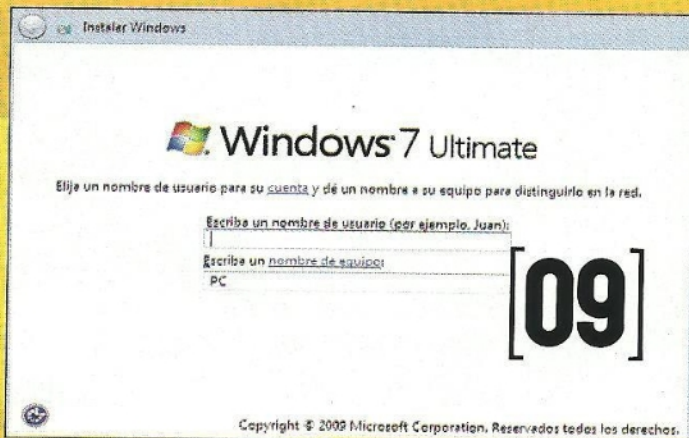 Instalar Windows
Windows 7 Ultimate
Elija un nombre de usuario para su cuenta y dé un nombre a su equipo para distinguirlo en la red.
Escriba un nombre de usuario (por ejemplo, Juan):
Escriba un nombre de equipo:
PC
[09]
Copyright © 2009 Microsoft Corporation. Reservados todos los derechos.